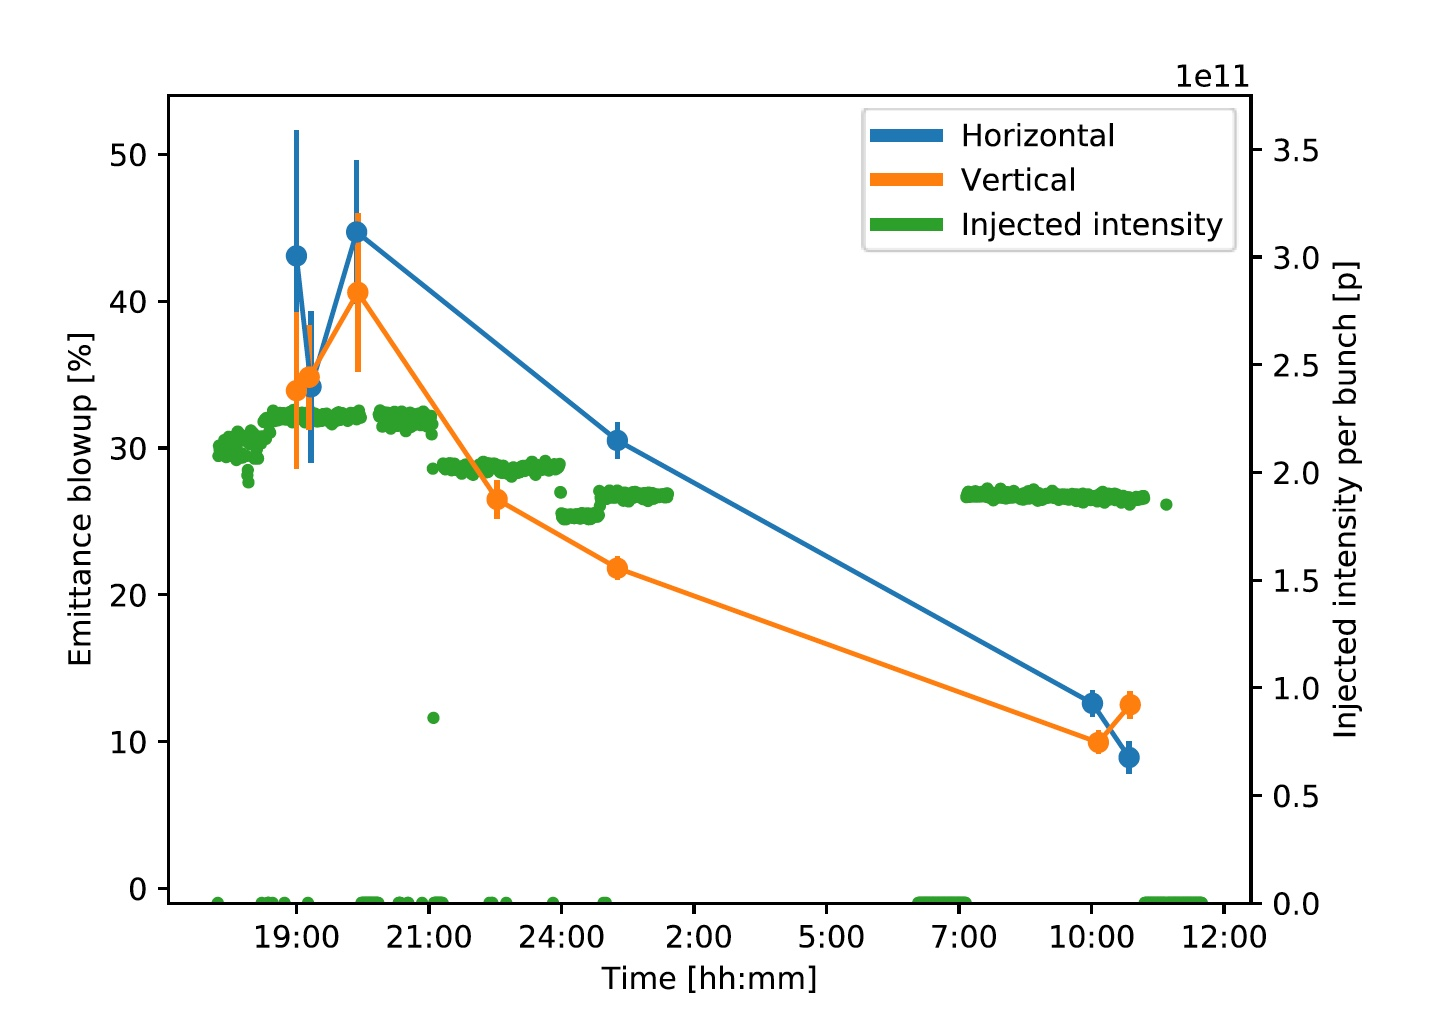 1e11
Horizontal
Vertical
Injected intensity
50
40
30
20
10
0
Emittance blowup [%]
3.5
3.0
2.5
2.0
1.5
1.0
0.5
0.0
Injected intensity per bunch [p]
19:00 21:00 24:00 2:00 5:00 7:00 10:00 12:00
Time [hh:mm]